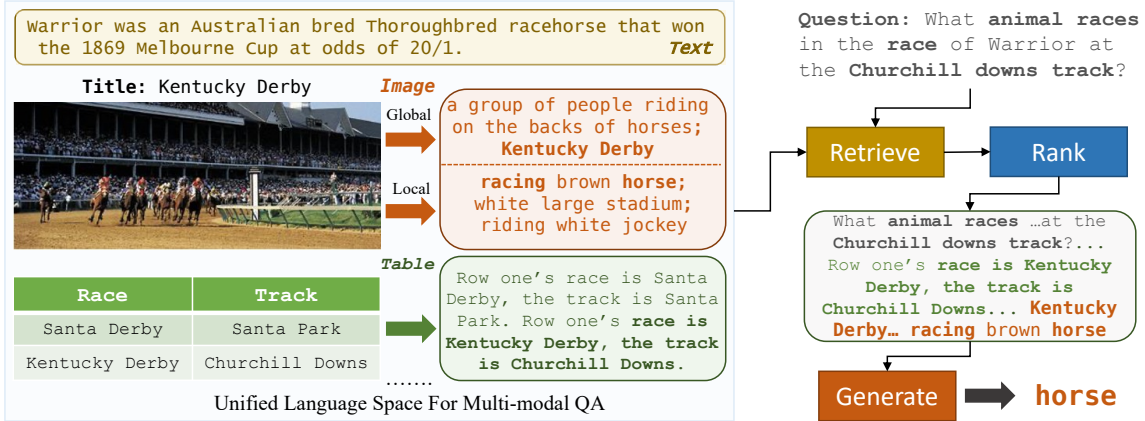 Warrior was an Australian bred Thoroughbred racehorse that won
the 1869 Melbourne Cup at odds of 20/1.
Text
Title: Kentucky Derby
Image
Global
a group of people riding
on the backs of horses;
Kentucky Derby
Local
racing brown horse;
white large stadium;
riding white jockey
Table
Race Track
Santa Derby Santa Park
Kentucky Derby Churchill Downs
Row one's race is Santa
Derby, the track is Santa
Park. Row one's race is
Kentucky Derby, the track
is Churchill Downs.
.......
Unified Language Space For Multi-modal QA
Question: What animal races
in the race of Warrior at
the Churchill downs track?
Retrieve
Rank
What animal races …at the
Churchill downs track?...
Row one's race is Kentucky
Derby, the track is
Churchill Downs... Kentucky
Derby… racing brown horse
Generate
horse